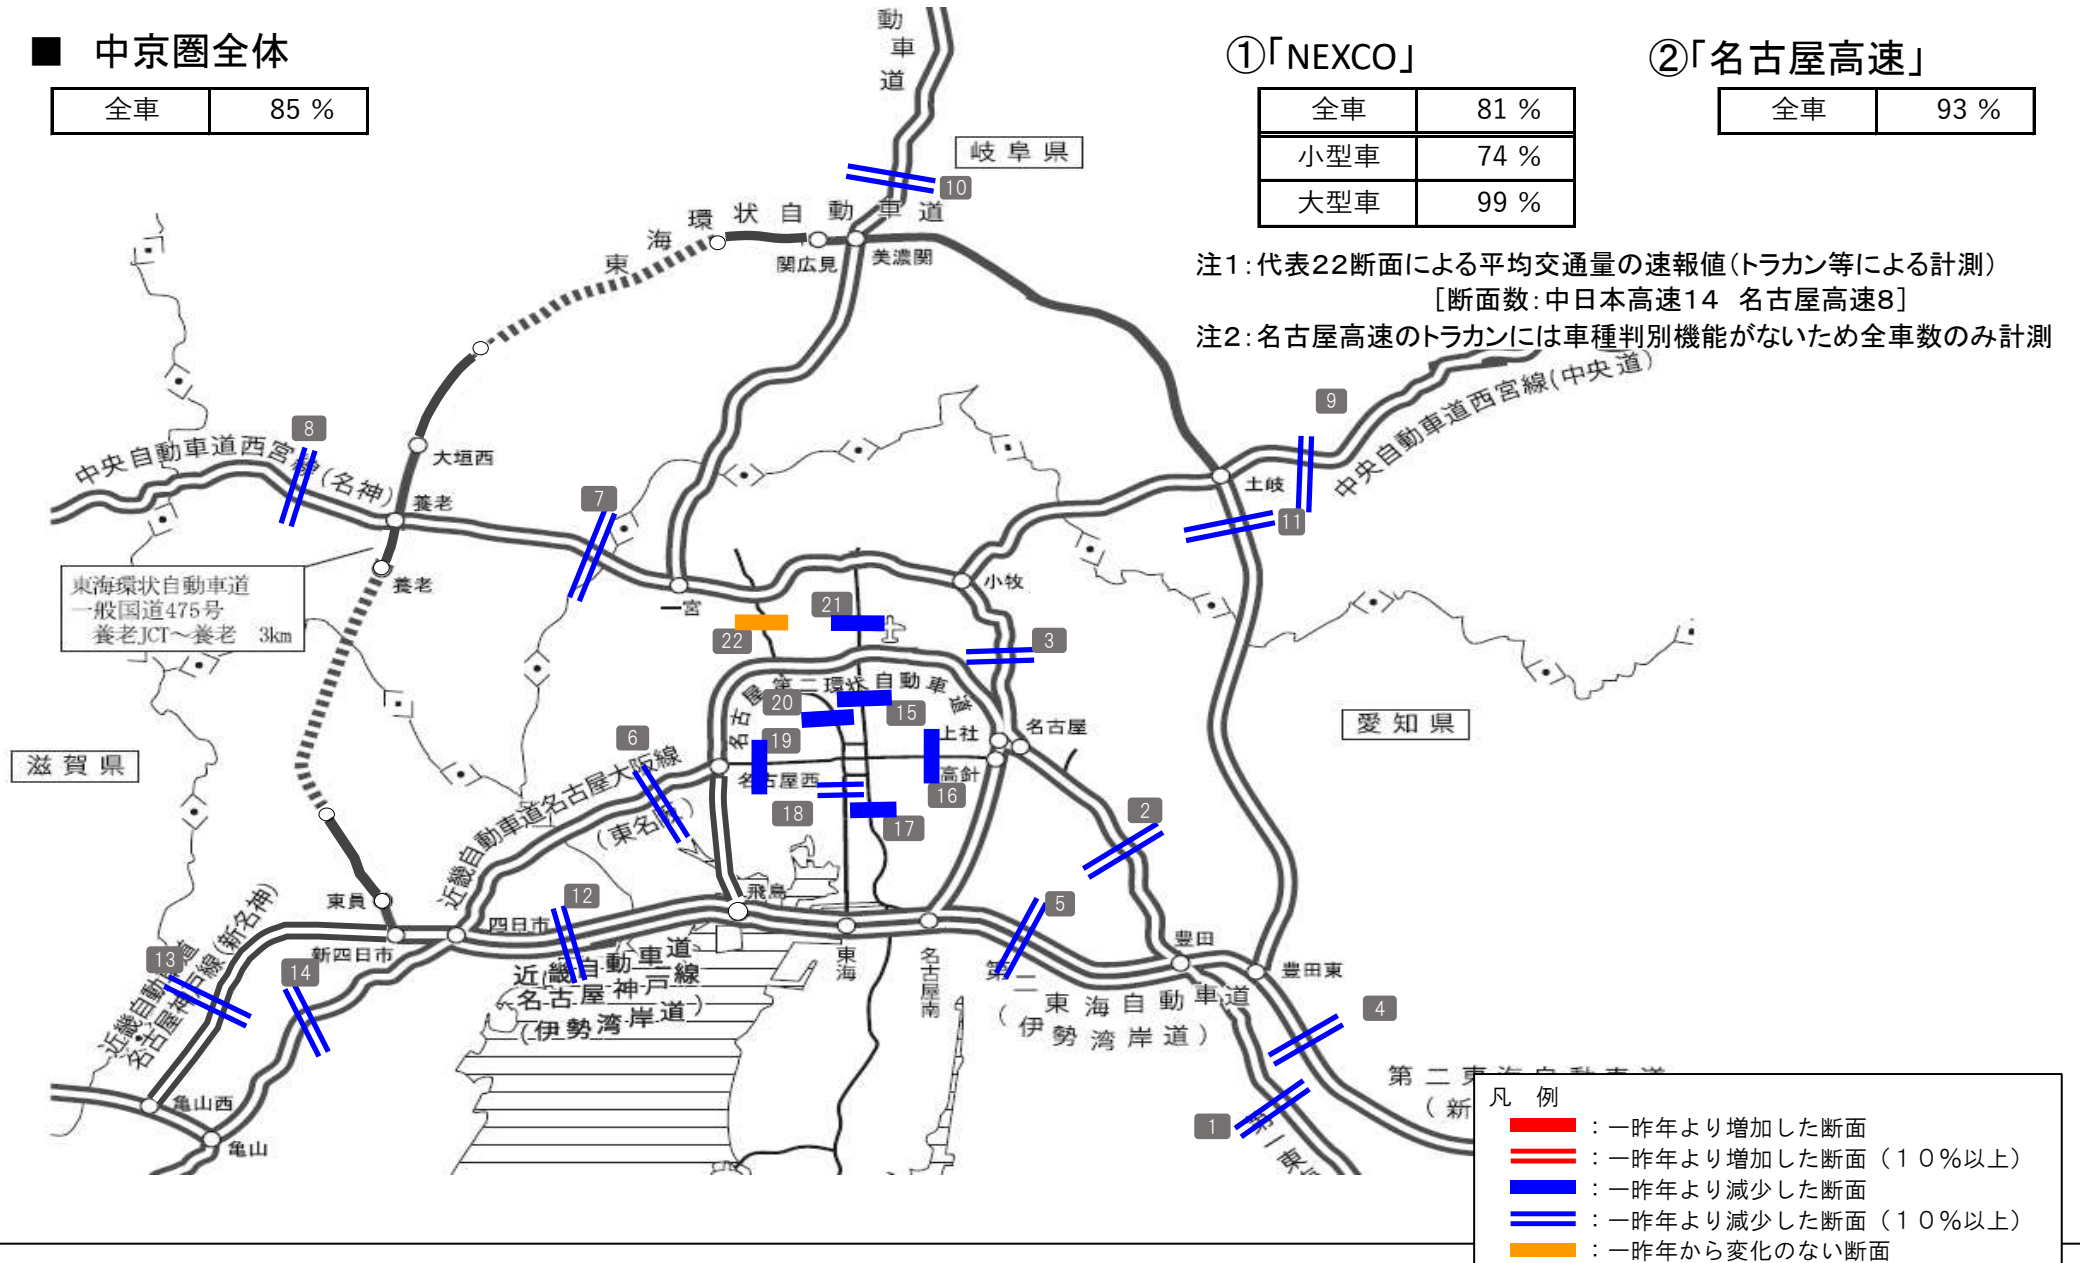 ■ 中京圏全体
全車 85 %
①「NEXCO」
全車 81 %
小型車 74 %
大型車 99 %
②「名古屋高速」
全車 93 %
注1：代表22断面による平均交通量の速報値（トラカン等による計測）
［断面数：中日本高速14　名古屋高速8］
注2：名古屋高速のトラカンには車種判別機能がないため全車数のみ計測
動車道
岐阜県
10
東海環状自動車道
関広見
美濃関
9
中央自動車道西宮線(中央道)
8
中央自動車道西宮線(名神)
大垣西
養老
7
土岐
11
東海環状自動車道
一般国道475号
養老JCT～養老　3km
養老
一宮
小牧
21
22
3
名古屋第二環状自動車道
20
15
愛知県
滋賀県
6
19
上社
名古屋
名古屋西
高針
16
近畿自動車道名古屋大阪線
(東名阪)
18
17
2
東員
飛島
12
四日市
5
新四日市
豊田
豊田東
13
近畿自動車道
名古屋神戸線(新名神)
14
近畿自動車道
名古屋神戸線
(伊勢湾岸道)
東海
名古屋南
第二東海自動車道
(伊勢湾岸道)
4
亀山西
亀山
1
第一東
第二東海自動車道
(新
凡　例
：一昨年より増加した断面
：一昨年より増加した断面（１０％以上）
：一昨年より減少した断面
：一昨年より減少した断面（１０％以上）
：一昨年から変化のない断面